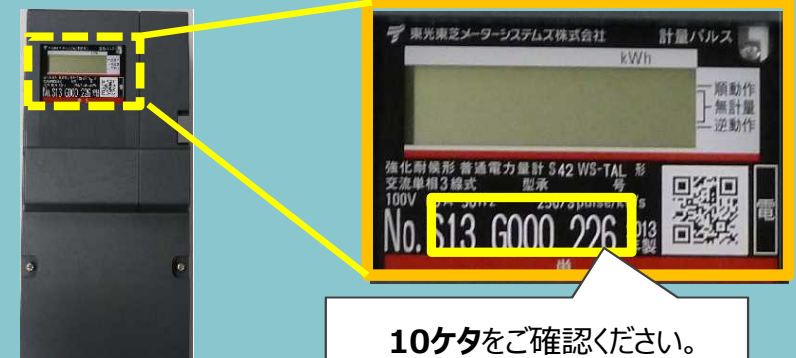 東光東芝メーターシステムズ株式会社 計量パルス
kWh
順動作
無計量
逆動作
強化耐候形 普通電力量計 S42 WS-TAL 形
交流単相3線式 型承 号
100V
No. S13 G000 226 2013
年製
電
10ケタをご確認ください。
No.S13 G000 226